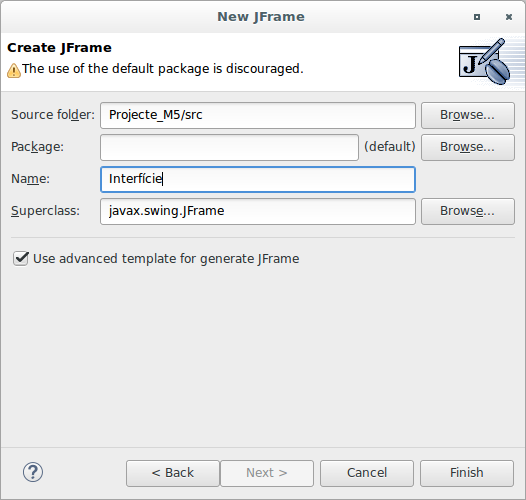 New JFrame
Create JFrame
The use of the default package is discouraged.
Source folder: Projecte_M5/src Browse...
Package: (default) Browse...
Name: Interfície
Superclass: javax.swing.JFrame Browse...
Use advanced template for generate JFrame
? < Back Next > Cancel Finish